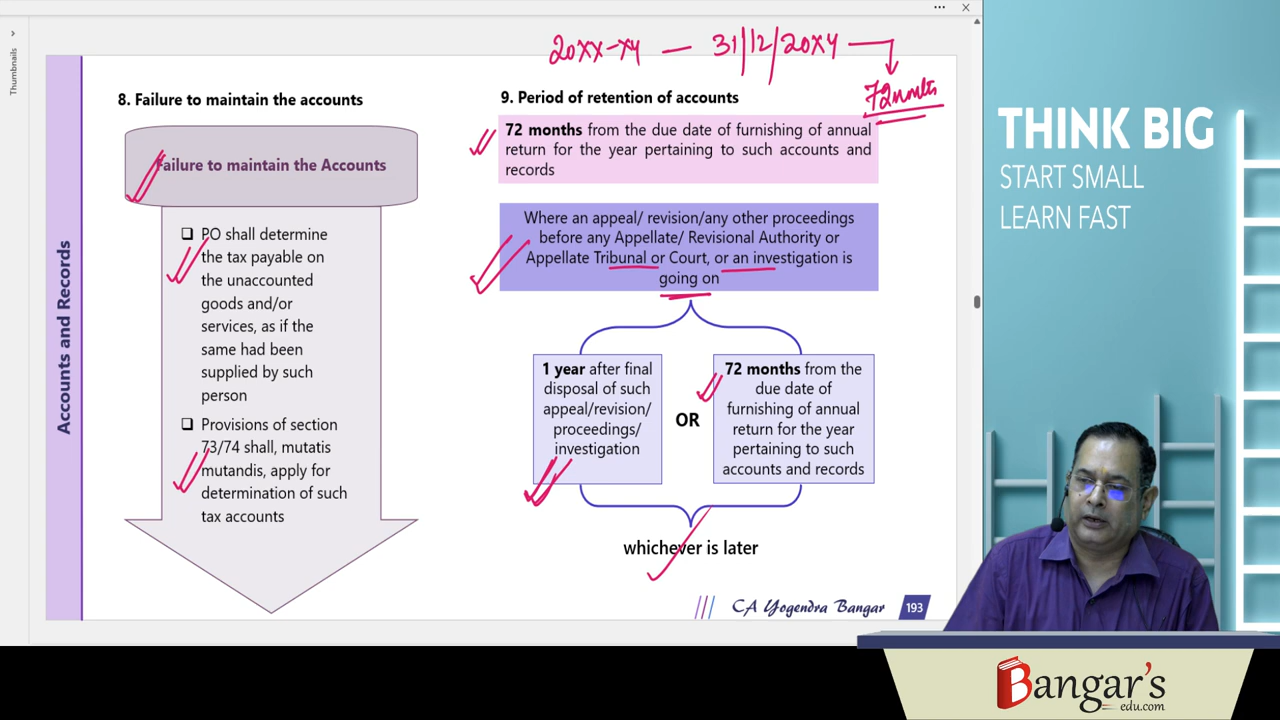 Thumbnails
20XX-XY — 31/12/20XY
72 months
Accounts and Records
8. Failure to maintain the accounts
Failure to maintain the Accounts
PO shall determine
the tax payable on
the unaccounted
goods and/or
services, as if the
same had been
supplied by such
person
Provisions of section
73/74 shall, mutatis
mutandis, apply for
determination of such
tax accounts
9. Period of retention of accounts
72 months from the due date of furnishing of annual
return for the year pertaining to such accounts and
records
Where an appeal/ revision/any other proceedings
before any Appellate/ Revisional Authority or
Appellate Tribunal or Court, or an investigation is
going on
1 year after final
disposal of such
appeal/revision/
proceedings/
investigation
OR
72 months from the
due date of
furnishing of annual
return for the year
pertaining to such
accounts and records
whichever is later
CA Yogendra Bangar 193
THINK BIG
START SMALL
LEARN FAST
Bangar's
edu.com